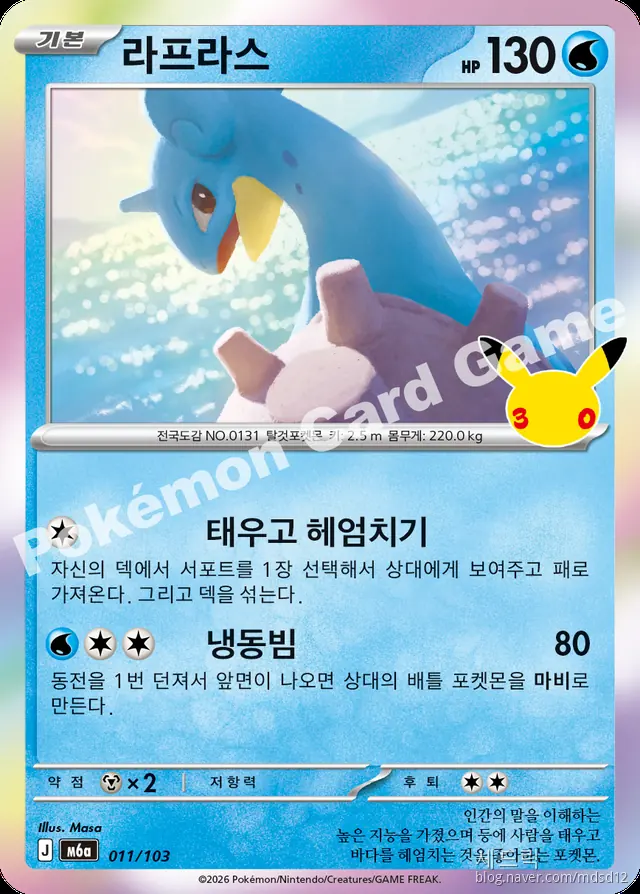 기본
라프라스
HP 130
30
전국도감 NO.0131 탈것포켓몬 키: 2.5 m 몸무게: 220.0 kg
Pokémon Card Game
태우고 헤엄치기
자신의 덱에서 서포트를 1장 선택해서 상대에게 보여주고 패로
가져온다. 그리고 덱을 섞는다.
냉동빔 80
동전을 1번 던져서 앞면이 나오면 상대의 배틀 포켓몬을 마비로
만든다.
약점 ×2 저항력 후퇴
Illus. Masa
J M6a 011/103
인간의 말을 이해하는
높은 지능을 가졌으며 등에 사람을 태우고
바다를 헤엄치는 것을 좋아하는 포켓몬.
blog.naver.com/mdsd12
©2026 Pokémon/Nintendo/Creatures/GAME FREAK.